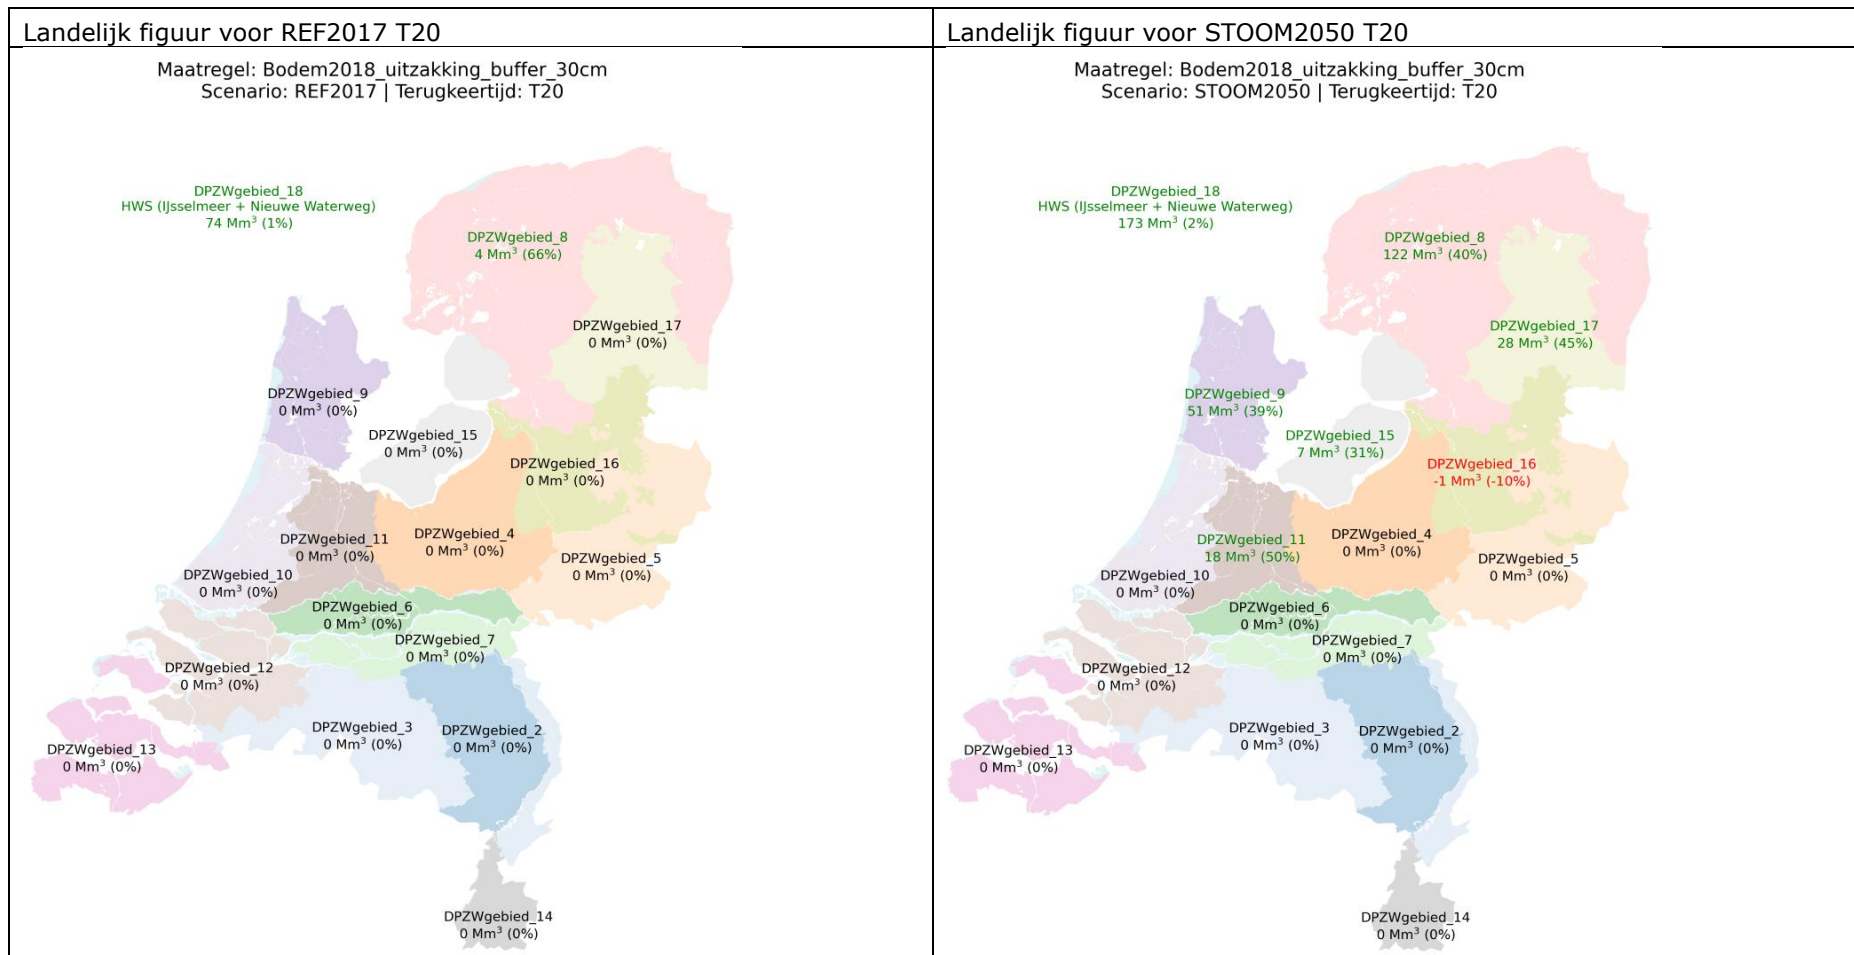 Landelijk figuur voor REF2017 T20
Maatregel: Bodem2018_uitzakking_buffer_30cm
Scenario: REF2017 | Terugkeertijd: T20
DPZWgebied_18
HWS (IJsselmeer + Nieuwe Waterweg)
74 Mm³ (1%)
DPZWgebied_8
4 Mm³ (66%)
DPZWgebied_17
0 Mm³ (0%)
DPZWgebied_9
0 Mm³ (0%)
DPZWgebied_15
0 Mm³ (0%)
DPZWgebied_16
0 Mm³ (0%)
DPZWgebied_4
0 Mm³ (0%)
DPZWgebied_11
0 Mm³ (0%)
DPZWgebied_5
0 Mm³ (0%)
DPZWgebied_10
0 Mm³ (0%)
DPZWgebied_6
0 Mm³ (0%)
DPZWgebied_7
0 Mm³ (0%)
DPZWgebied_12
0 Mm³ (0%)
DPZWgebied_3
0 Mm³ (0%)
DPZWgebied_2
0 Mm³ (0%)
DPZWgebied_13
0 Mm³ (0%)
DPZWgebied_14
0 Mm³ (0%)
Landelijk figuur voor STOOM2050 T20
Maatregel: Bodem2018_uitzakking_buffer_30cm
Scenario: STOOM2050 | Terugkeertijd: T20
DPZWgebied_18
HWS (IJsselmeer + Nieuwe Waterweg)
173 Mm³ (2%)
DPZWgebied_8
122 Mm³ (40%)
DPZWgebied_17
28 Mm³ (45%)
DPZWgebied_9
51 Mm³ (39%)
DPZWgebied_15
7 Mm³ (31%)
DPZWgebied_16
-1 Mm³ (-10%)
DPZWgebied_4
0 Mm³ (0%)
DPZWgebied_11
18 Mm³ (50%)
DPZWgebied_5
0 Mm³ (0%)
DPZWgebied_10
0 Mm³ (0%)
DPZWgebied_6
0 Mm³ (0%)
DPZWgebied_7
0 Mm³ (0%)
DPZWgebied_12
0 Mm³ (0%)
DPZWgebied_3
0 Mm³ (0%)
DPZWgebied_2
0 Mm³ (0%)
DPZWgebied_13
0 Mm³ (0%)
DPZWgebied_14
0 Mm³ (0%)